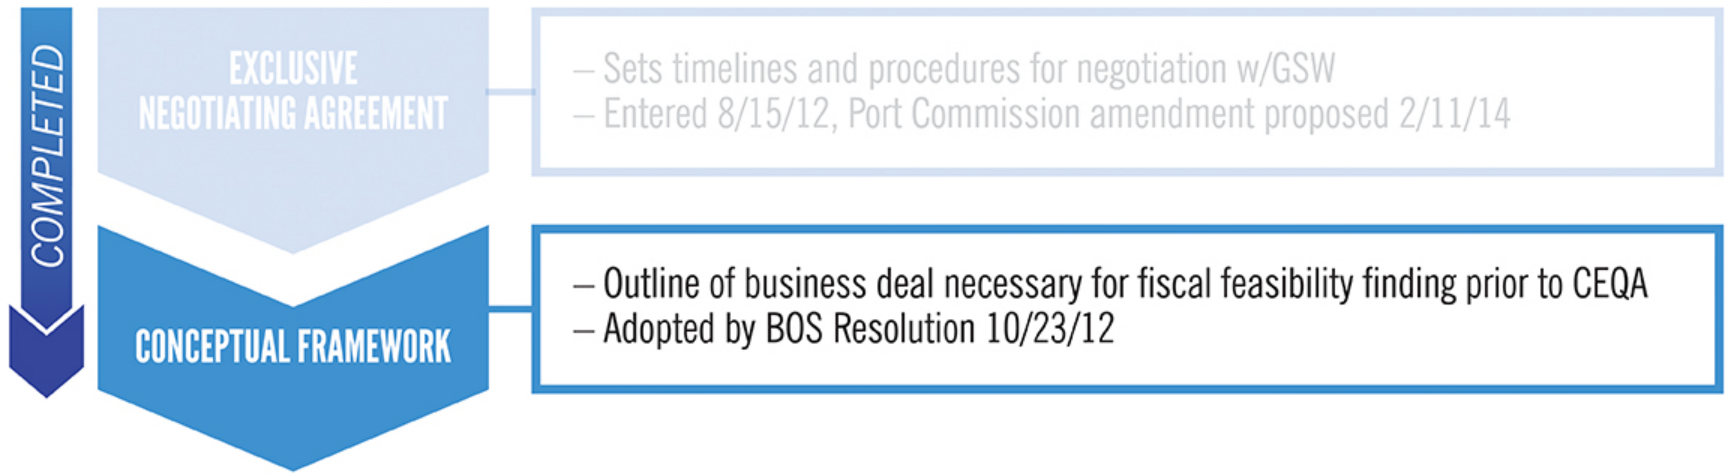 COMPLETED
EXCLUSIVE
NEGOTIATING AGREEMENT
– Sets timelines and procedures for negotiation w/GSW
– Entered 8/15/12, Port Commission amendment proposed 2/11/14
CONCEPTUAL FRAMEWORK
– Outline of business deal necessary for fiscal feasibility finding prior to CEQA
– Adopted by BOS Resolution 10/23/12